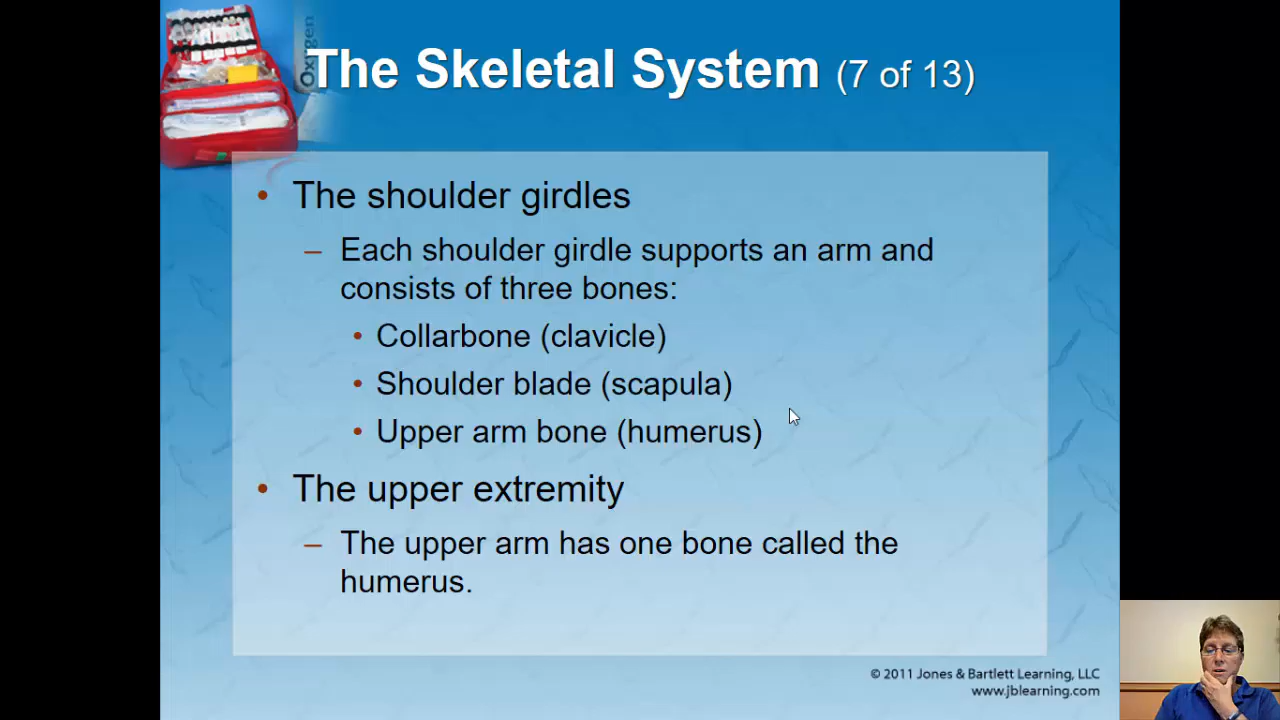 Oxygen
The Skeletal System (7 of 13)
• The shoulder girdles
– Each shoulder girdle supports an arm and
consists of three bones:
• Collarbone (clavicle)
• Shoulder blade (scapula)
• Upper arm bone (humerus)
• The upper extremity
– The upper arm has one bone called the
humerus.
© 2011 Jones & Bartlett Learning, LLC
www.jblearning.com